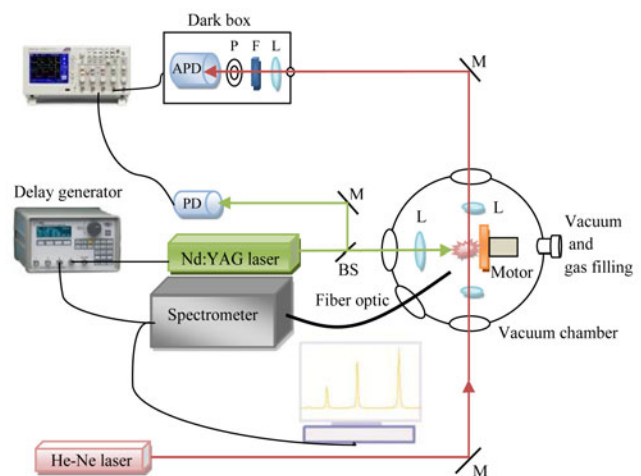 Dark box
P F L
APD
M
Delay generator
M
PD
L
L
Vacuum
and
gas filling
Nd:YAG laser
BS
Motor
Fiber optic
Spectrometer
Vacuum chamber
He-Ne laser
M